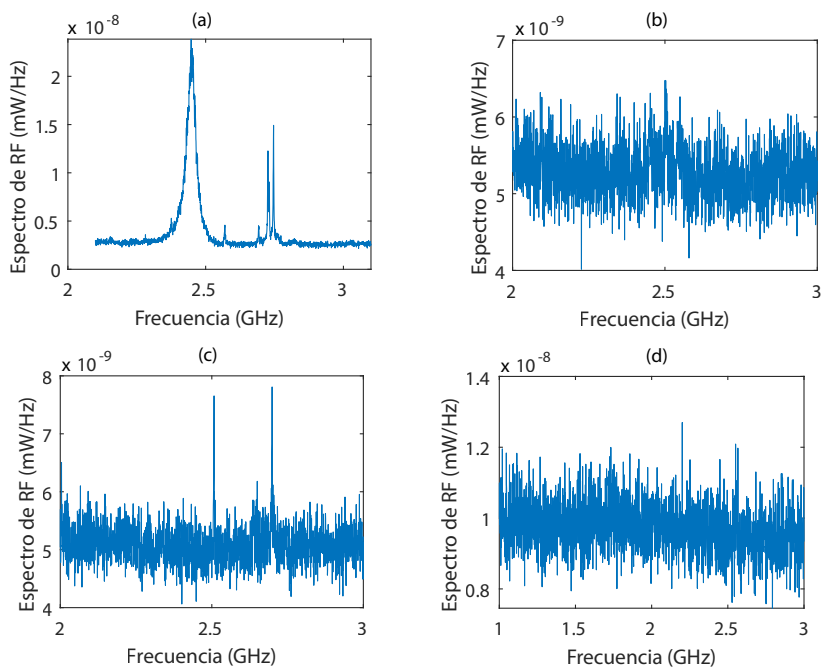 (a)
x 10 -8
Espectro de RF (mW/Hz)
2
1.5
1
0.5
0
2
2.5
3
Frecuencia (GHz)
(b)
x 10 -9
Espectro de RF (mW/Hz)
7
6
5
4
2
2.5
3
Frecuencia (GHz)
(c)
x 10 -9
Espectro de RF (mW/Hz)
8
7
6
5
4
2
2.5
3
Frecuencia (GHz)
(d)
x 10 -8
Espectro de RF (mW/Hz)
1.4
1.2
1
0.8
1
1.5
2
2.5
3
Frecuencia (GHz)